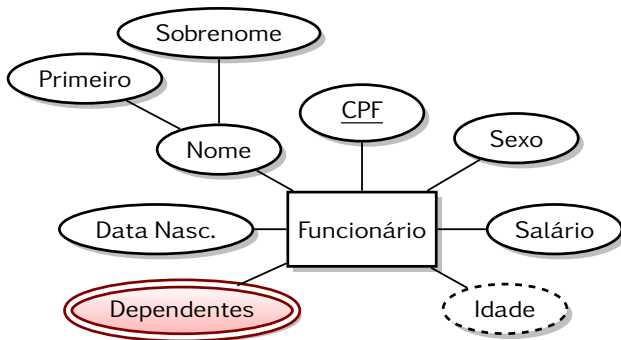 Sobrenome
Primeiro
CPF
Sexo
Nome
Data Nasc.
Funcionário
Salário
Dependentes
Idade